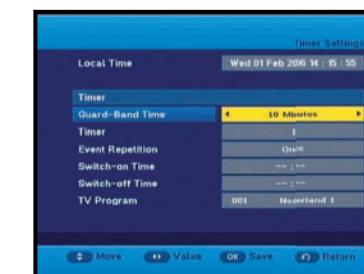 Timer Settings
Local Time Wed 01 Feb 2006 14 : 15 : 55
Timer
Guard-Band Time 10 Minutes
Timer 1
Event Repetition
Switch-on Time -- : --
Switch-off Time -- : --
TV Program 001 Nederland 1
Move Value OK Save Return